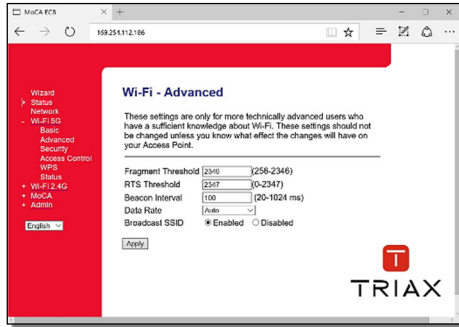 MoCA ECB
169.254.112.186
Wizard
Status
Network
- Wi-Fi 5G
Basic
Advanced
Security
Access Control
WPS
Status
+ Wi-Fi 2.4G
+ MoCA
+ Admin
English
Wi-Fi - Advanced
These settings are only for more technically advanced users who
have a sufficient knowledge about Wi-Fi. These settings should not
be changed unless you know what effect the changes will have on
your Access Point.
Fragment Threshold 2346 (256-2346)
RTS Threshold 2347 (0-2347)
Beacon Interval 100 (20-1024 ms)
Data Rate Auto
Broadcast SSID Enabled Disabled
Apply
TRIAX